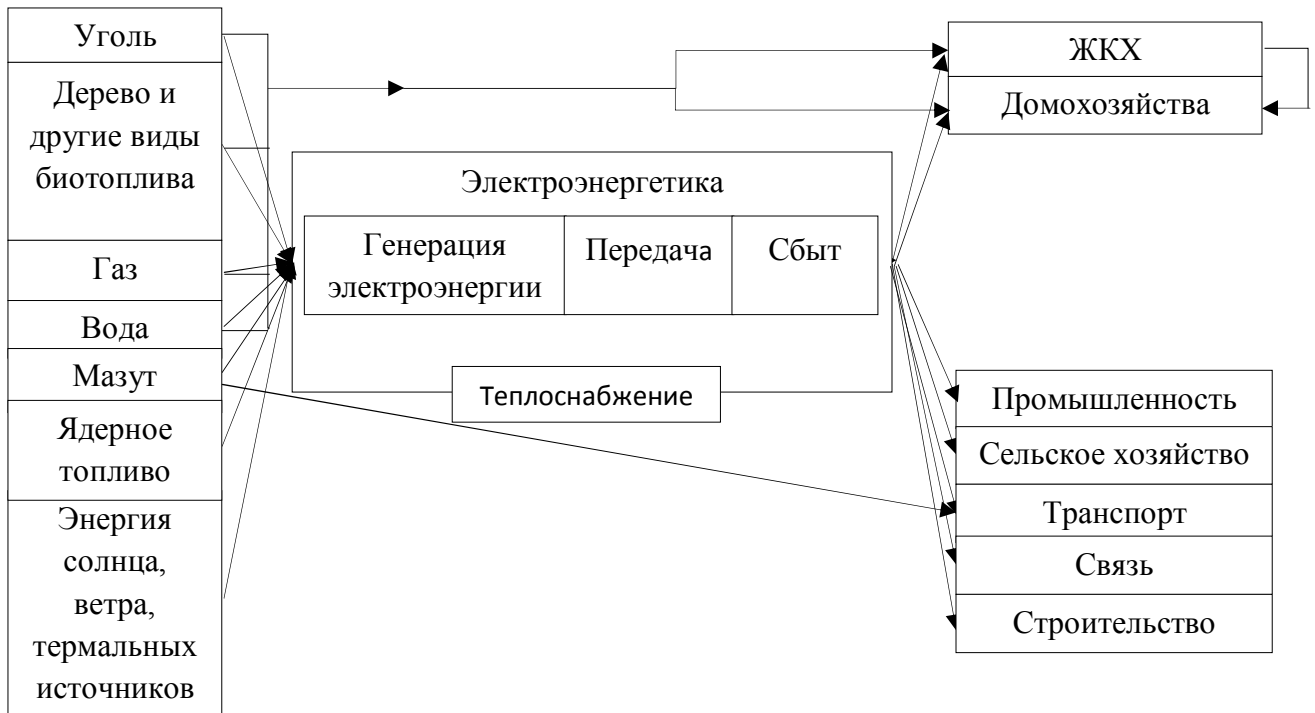 Уголь
Дерево и
другие виды
биотоплива
Газ
Вода
Мазут
Ядерное
топливо
Энергия
солнца,
ветра,
термальных
источников
Электроэнергетика
Генерация
электроэнергии
Передача
Сбыт
Теплоснабжение
ЖКХ
Домохозяйства
Промышленность
Сельское хозяйство
Транспорт
Связь
Строительство